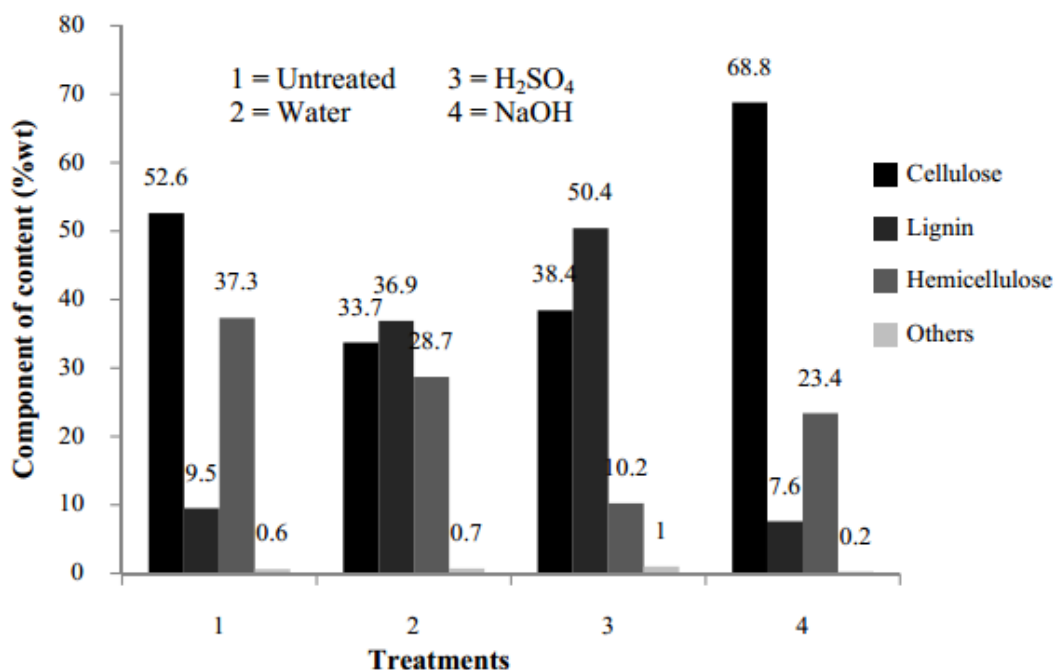 80
70
60
50
40
30
20
10
0
Component of content (%wt)
1 = Untreated 3 = H₂SO₄
2 = Water 4 = NaOH
52.6
9.5
37.3
0.6
33.7
36.9
28.7
0.7
38.4
50.4
10.2
1
68.8
7.6
23.4
0.2
Cellulose
Lignin
Hemicellulose
Others
1 2 3 4
Treatments